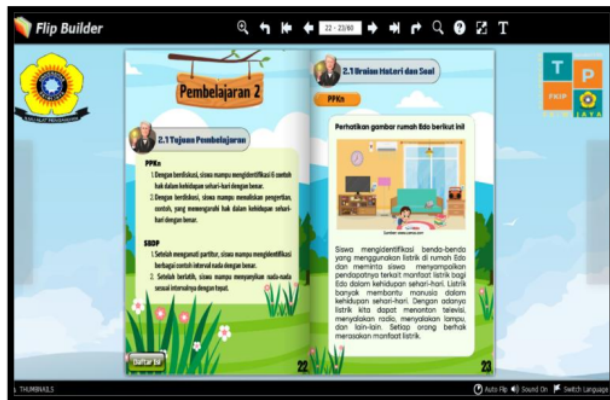 Flip Builder
22 - 23/60
T
Pembelajaran 2
2.1 Tujuan Pembelajaran
PPKn
1. Dengan berdiskusi, siswa mampu mengidentifikasi 6 contoh
hak dalam kehidupan sehari-hari dengan benar.
2. Dengan berdiskusi, siswa mampu menuliskan pengertian,
contoh, yang memengaruhi hak dalam kehidupan sehari-
hari dengan benar.
SBDP
1. Setelah mengamati partitur, siswa mampu mengidentifikasi
berbagai contoh interval nada dengan benar.
2. Setelah berlatih, siswa mampu menyanyikan nada-nada
sesuai intervalnya dengan tepat.
Daftar Isi
22
2.1 Uraian Materi dan Soal
PPKn
Perhatikan gambar rumah Edo berikut ini!
Siswa mengidentifikasi benda-benda
yang menggunakan listrik di rumah Edo
dan meminta siswa menyampaikan
pendapatnya terkait manfaat listrik bagi
Edo dalam kehidupan sehari-hari. Listrik
banyak membantu manusia dalam
kehidupan sehari-hari. Dengan adanya
listrik kita dapat menonton televisi,
menyalakan radio, menyalakan lampu,
dan lain-lain. Setiap orang berhak
merasakan manfaat listrik.
23
T P
FKIP
THUMBNAILS
Auto Flip Sound On Switch Language